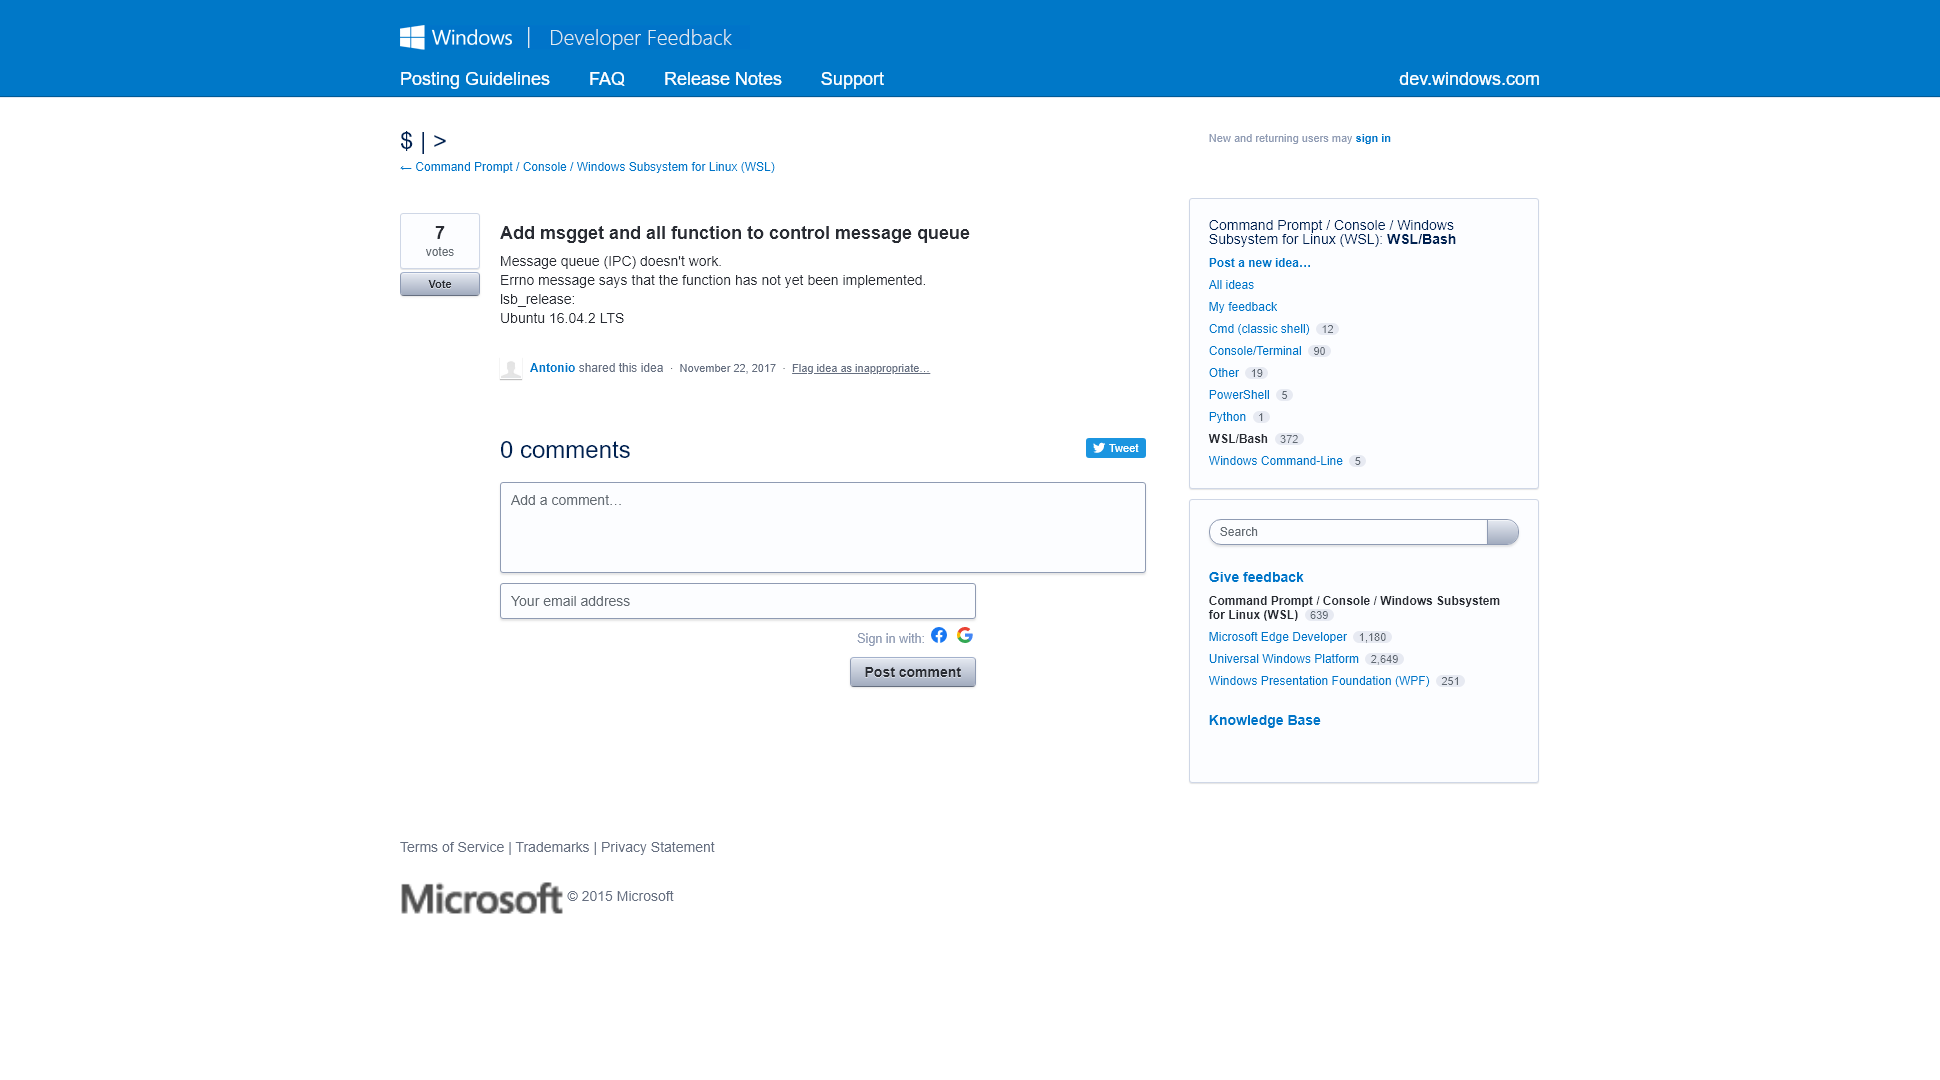 Windows | Developer Feedback
Posting Guidelines FAQ Release Notes Support dev.windows.com
$ | >
← Command Prompt / Console / Windows Subsystem for Linux (WSL)
New and returning users may sign in
7
votes
Vote
Add msgget and all function to control message queue
Message queue (IPC) doesn't work.
Errno message says that the function has not yet been implemented.
lsb_release:
Ubuntu 16.04.2 LTS
Antonio shared this idea · November 22, 2017 · Flag idea as inappropriate…
0 comments
Tweet
Add a comment…
Your email address
Sign in with:
Post comment
Command Prompt / Console / Windows
Subsystem for Linux (WSL): WSL/Bash
Post a new idea…
All ideas
My feedback
Cmd (classic shell) 12
Console/Terminal 90
Other 19
PowerShell 5
Python 1
WSL/Bash 372
Windows Command-Line 5
Search
Give feedback
Command Prompt / Console / Windows Subsystem
for Linux (WSL) 639
Microsoft Edge Developer 1,180
Universal Windows Platform 2,649
Windows Presentation Foundation (WPF) 251
Knowledge Base
Terms of Service | Trademarks | Privacy Statement
Microsoft © 2015 Microsoft